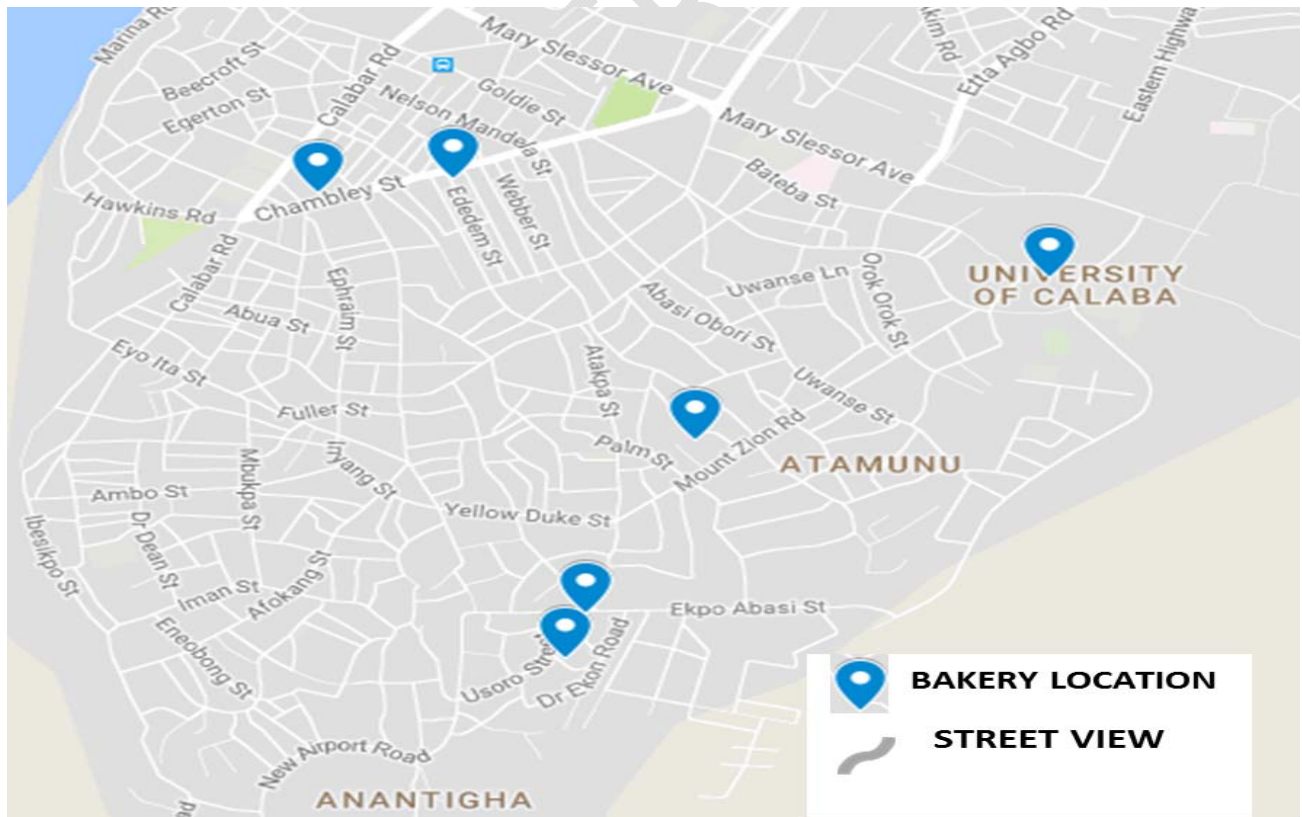 Marina Rd
Beecroft St
Egerton St
Calabar Rd
Mary Slessor Ave
Goldie St
Nelson Mandela St
Akim Rd
Etta Agbo Rd
Eastern Highway
Mary Slessor Ave
Bateba St
Hawkins Rd
Chambley St
Ededem St
Webber St
Calabar Rd
Ephraim St
Abua St
Uwanse Ln
Orok Orok St
UNIVERSITY
OF CALABA
Abasi Obori St
Eyo Ita St
Atakpa St
Uwanse St
Fuller St
Palm St
Mount Zion Rd
ATAMUNU
Mbukpa St
Inyang St
Ambo St
Yellow Duke St
Ibesikpo St
Dr Dean St
Iman St
Afokang St
Ekpo Abasi St
Eneobong St
Usoro Street
Dr Ekon Road
New Airport Road
ANANTIGHA
BAKERY LOCATION
STREET VIEW